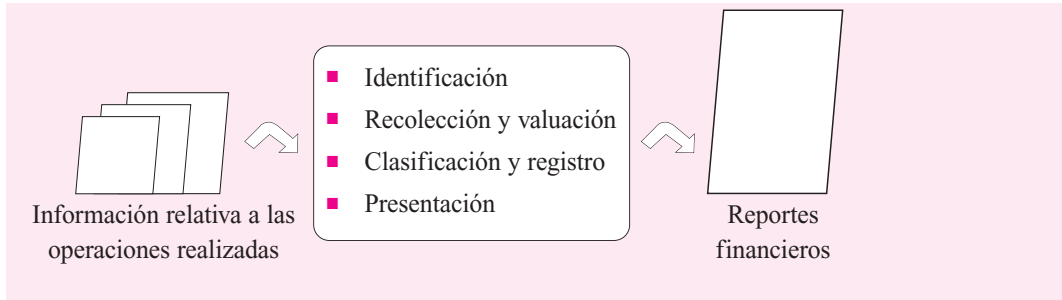 Información relativa a las
operaciones realizadas
Identificación
Recolección y valuación
Clasificación y registro
Presentación
Reportes
financieros